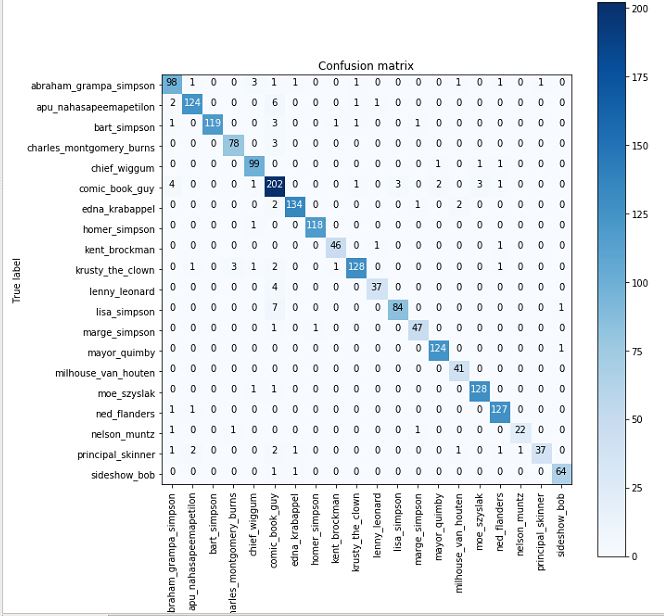 Confusion matrix
abraham_grampa_simpson 98 1 0 0 3 1 1 0 0 1 0 0 0 0 1 0 1 0 1 0
apu_nahasapeemapetilon 2 124 0 0 0 6 0 0 0 1 1 0 0 0 0 0 0 0 0 0
bart_simpson 1 0 119 0 0 3 0 0 1 1 0 0 1 0 0 0 0 0 0 0
charles_montgomery_burns 0 0 0 78 0 3 0 0 0 0 0 0 0 0 0 0 0 0 0 0
chief_wiggum 0 0 0 0 99 0 0 0 0 0 0 0 0 1 0 1 1 0 0 0
comic_book_guy 4 0 0 0 1 202 0 0 0 1 0 3 0 2 0 3 1 0 0 0
edna_krabappel 0 0 0 0 0 2 134 0 0 0 0 0 1 0 2 0 0 0 0 0
homer_simpson 0 0 0 0 1 0 0 118 0 0 0 0 0 0 0 0 0 0 0 0
kent_brockman 0 0 0 0 0 0 0 0 46 0 1 0 0 0 0 0 1 0 0 0
krusty_the_clown 0 1 0 3 1 2 0 0 1 128 0 0 0 0 0 0 1 0 0 0
lenny_leonard 0 0 0 0 0 4 0 0 0 0 37 0 0 0 0 0 0 0 0 0
lisa_simpson 0 0 0 0 0 7 0 0 0 0 0 84 0 0 0 0 0 0 0 1
marge_simpson 0 0 0 0 0 1 0 1 0 0 0 0 47 0 0 0 0 0 0 0
mayor_quimby 0 0 0 0 0 0 0 0 0 0 0 0 0 124 0 0 0 0 0 1
milhouse_van_houten 0 0 0 0 0 0 0 0 0 0 0 0 0 0 41 0 0 0 0 0
moe_szyslak 0 0 0 0 1 1 0 0 0 0 0 0 0 0 0 128 0 0 0 0
ned_flanders 1 1 0 0 0 0 0 0 0 0 0 0 0 0 0 0 127 0 0 0
nelson_muntz 1 0 0 1 0 0 0 0 0 0 0 0 1 0 0 0 0 22 0 0
principal_skinner 1 2 0 0 0 2 1 0 0 0 0 0 0 0 1 0 1 1 37 0
sideshow_bob 0 0 0 0 0 1 1 0 0 0 0 0 0 0 0 0 0 0 0 64
True label
braham_grampa_simpson
apu_nahasapeemapetilon
bart_simpson
harles_montgomery_burns
chief_wiggum
comic_book_guy
edna_krabappel
homer_simpson
kent_brockman
krusty_the_clown
lenny_leonard
lisa_simpson
marge_simpson
mayor_quimby
milhouse_van_houten
moe_szyslak
ned_flanders
nelson_muntz
principal_skinner
sideshow_bob
200
175
150
125
100
75
50
25
0